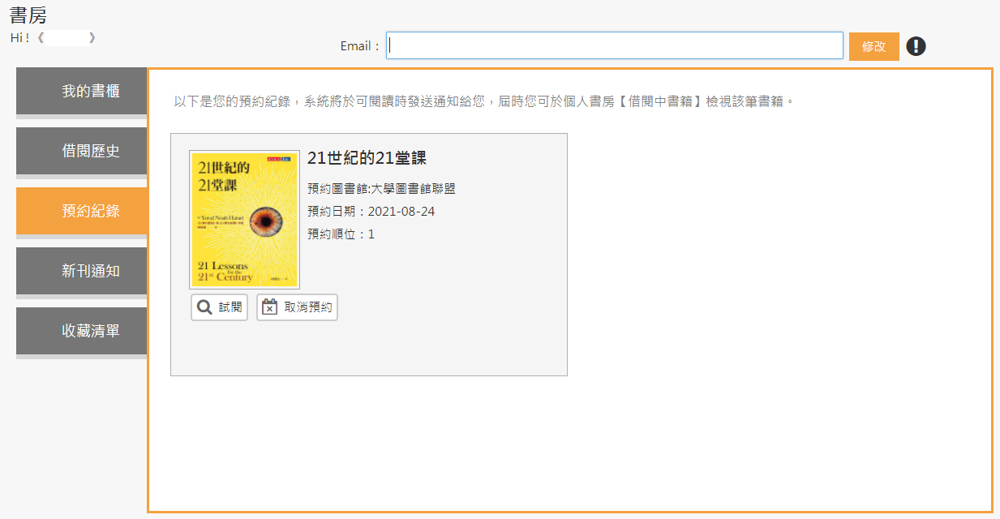 書房
Hi！《 》
Email：
修改
我的書櫃
借閱歷史
預約紀錄
新刊通知
收藏清單
以下是您的預約紀錄，系統將於可閱讀時發送通知給您，屆時您可於個人書房【借閱中書籍】檢視該筆書籍。
21世紀的
21堂課
Yuval Noah Harari
21 Lessons
for the
21st Century
21世紀的21堂課
預約圖書館:大學圖書館聯盟
預約日期：2021-08-24
預約順位：1
試閱
取消預約